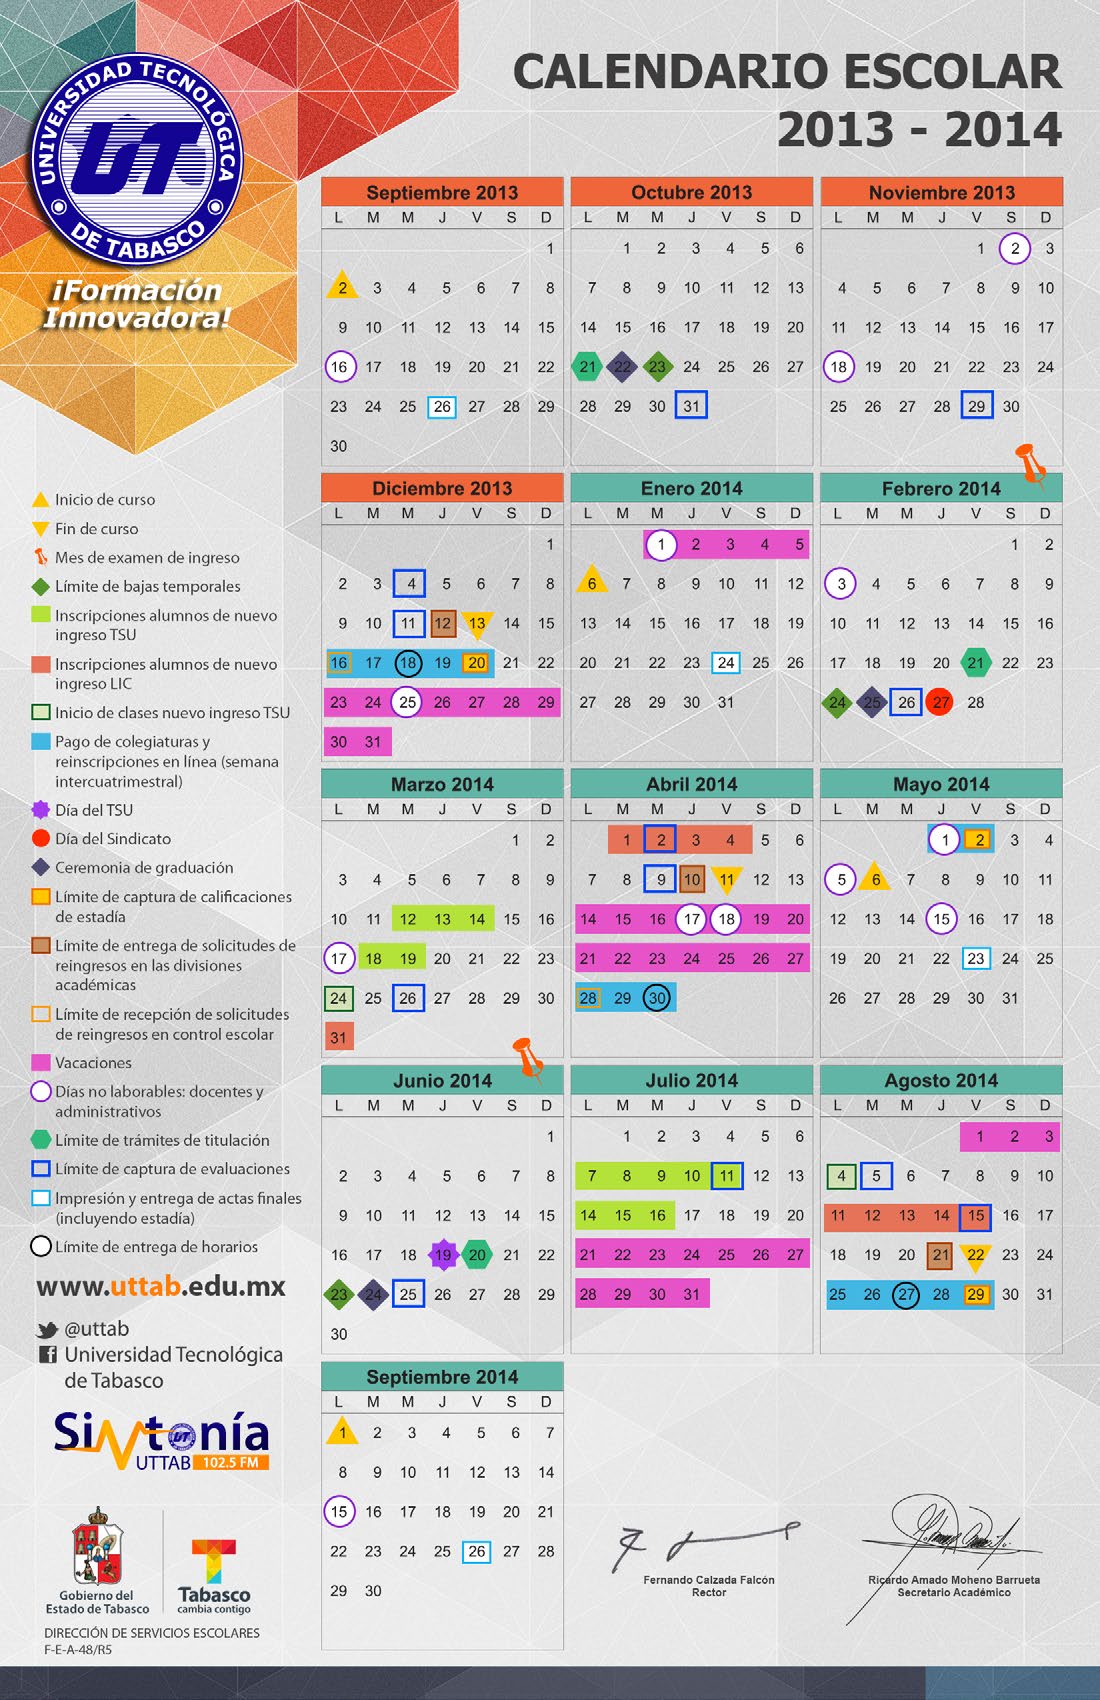 UNIVERSIDAD TECNOLÓGICA
UT
DE TABASCO
¡Formación
Innovadora!
CALENDARIO ESCOLAR
2013 - 2014
Septiembre 2013
L M M J V S D
1
2 3 4 5 6 7 8
9 10 11 12 13 14 15
16 17 18 19 20 21 22
23 24 25 26 27 28 29
30
Octubre 2013
L M M J V S D
1 2 3 4 5 6
7 8 9 10 11 12 13
14 15 16 17 18 19 20
21 22 23 24 25 26 27
28 29 30 31
Noviembre 2013
L M M J V S D
1 2 3
4 5 6 7 8 9 10
11 12 13 14 15 16 17
18 19 20 21 22 23 24
25 26 27 28 29 30
Diciembre 2013
L M M J V S D
1
2 3 4 5 6 7 8
9 10 11 12 13 14 15
16 17 18 19 20 21 22
23 24 25 26 27 28 29
30 31
Enero 2014
L M M J V S D
1 2 3 4 5
6 7 8 9 10 11 12
13 14 15 16 17 18 19
20 21 22 23 24 25 26
27 28 29 30 31
Febrero 2014
L M M J V S D
1 2
3 4 5 6 7 8 9
10 11 12 13 14 15 16
17 18 19 20 21 22 23
24 25 26 27 28
Marzo 2014
L M M J V S D
1 2
3 4 5 6 7 8 9
10 11 12 13 14 15 16
17 18 19 20 21 22 23
24 25 26 27 28 29 30
31
Abril 2014
L M M J V S D
1 2 3 4 5 6
7 8 9 10 11 12 13
14 15 16 17 18 19 20
21 22 23 24 25 26 27
28 29 30
Mayo 2014
L M M J V S D
1 2 3 4
5 6 7 8 9 10 11
12 13 14 15 16 17 18
19 20 21 22 23 24 25
26 27 28 29 30 31
Junio 2014
L M M J V S D
1
2 3 4 5 6 7 8
9 10 11 12 13 14 15
16 17 18 19 20 21 22
23 24 25 26 27 28 29
30
Julio 2014
L M M J V S D
1 2 3 4 5 6
7 8 9 10 11 12 13
14 15 16 17 18 19 20
21 22 23 24 25 26 27
28 29 30 31
Agosto 2014
L M M J V S D
1 2 3
4 5 6 7 8 9 10
11 12 13 14 15 16 17
18 19 20 21 22 23 24
25 26 27 28 29 30 31
Septiembre 2014
L M M J V S D
1 2 3 4 5 6 7
8 9 10 11 12 13 14
15 16 17 18 19 20 21
22 23 24 25 26 27 28
29 30
Inicio de curso
Fin de curso
Mes de examen de ingreso
Límite de bajas temporales
Inscripciones alumnos de nuevo
ingreso TSU
Inscripciones alumnos de nuevo
ingreso LIC
Inicio de clases nuevo ingreso TSU
Pago de colegiaturas y
reinscripciones en línea (semana
intercuatrimestral)
Día del TSU
Día del Sindicato
Ceremonia de graduación
Límite de captura de calificaciones
de estadía
Límite de entrega de solicitudes de
reingresos en las divisiones
académicas
Límite de recepción de solicitudes
de reingresos en control escolar
Vacaciones
Días no laborables: docentes y
administrativos
Límite de trámites de titulación
Límite de captura de evaluaciones
Impresión y entrega de actas finales
(incluyendo estadía)
Límite de entrega de horarios
www.uttab.edu.mx
@uttab
Universidad Tecnológica
de Tabasco
Sintonía
UTTAB 102.5 FM
Gobierno del
Estado de Tabasco
Tabasco
cambia contigo
DIRECCIÓN DE SERVICIOS ESCOLARES
F-E-A-48/R5
Fernando Calzada Falcón
Rector
Ricardo Amado Moheno Barrueta
Secretario Académico